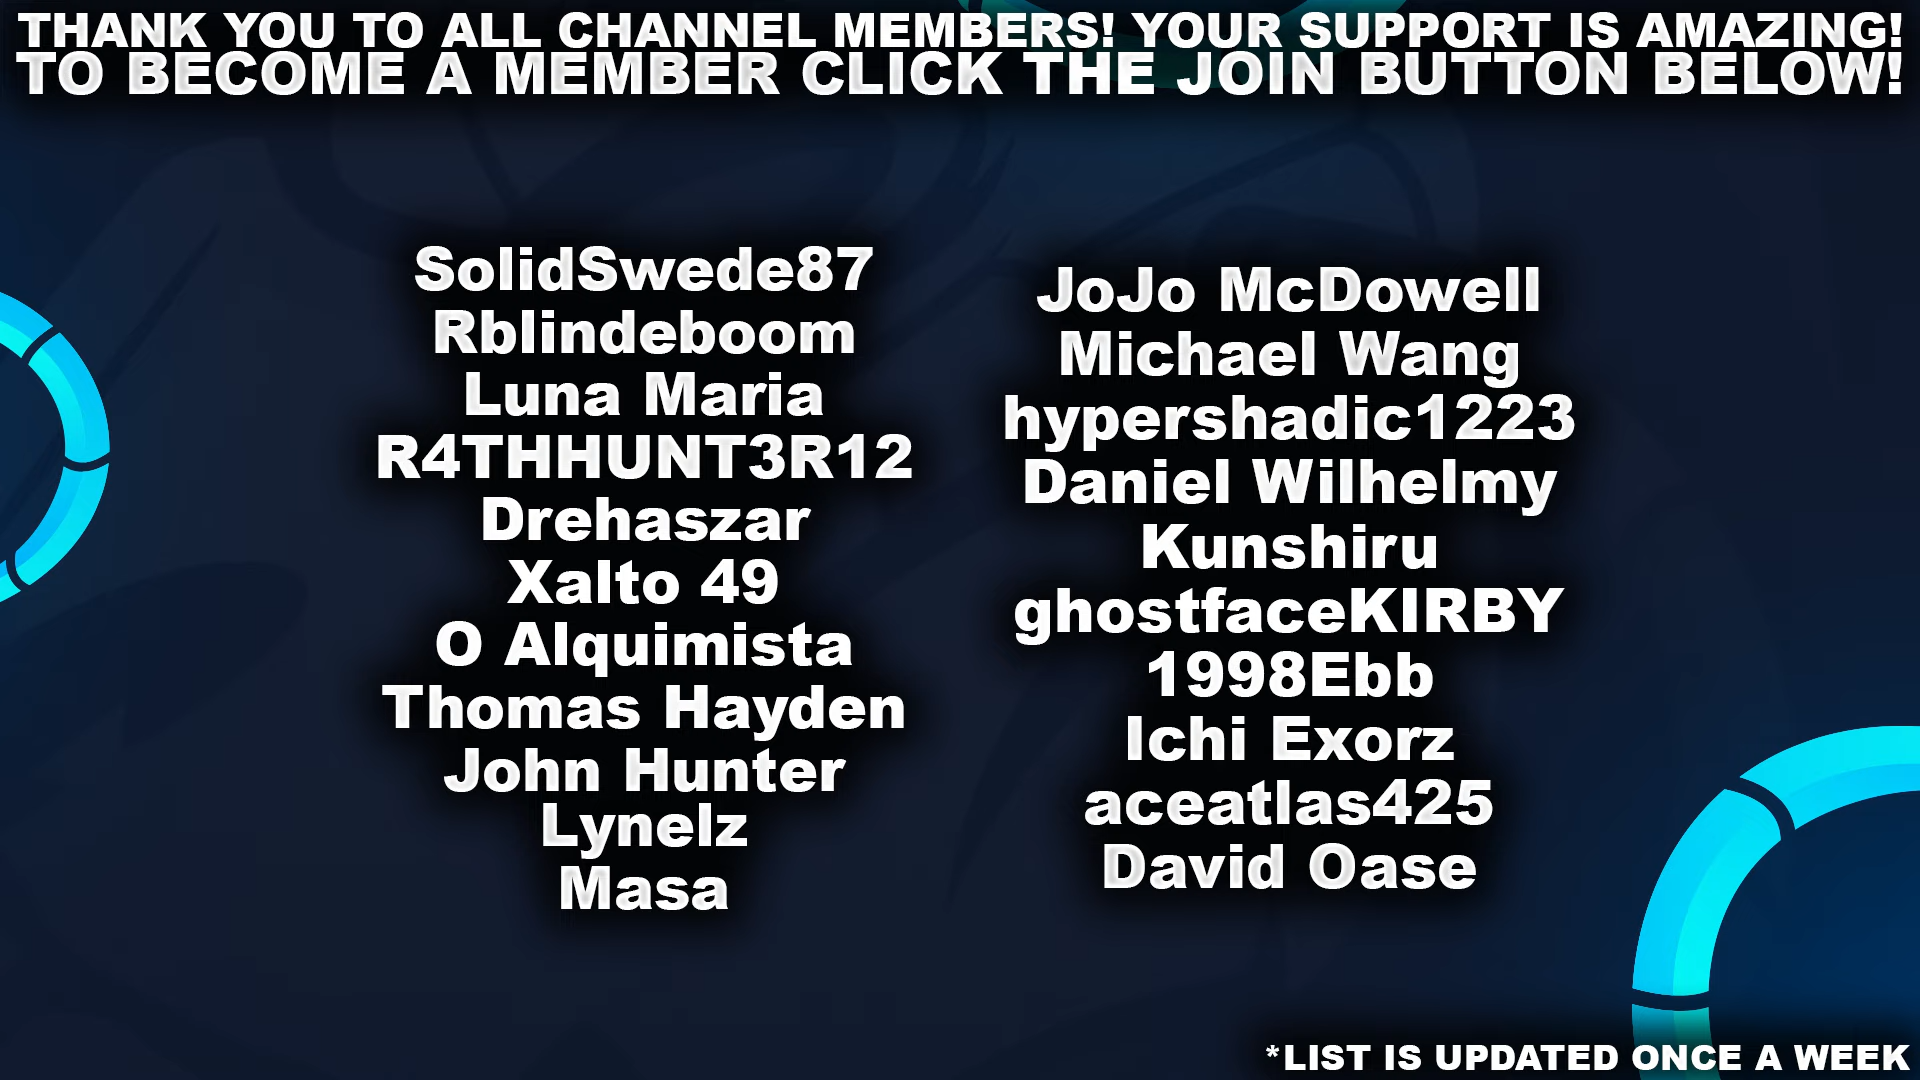 THANK YOU TO ALL CHANNEL MEMBERS! YOUR SUPPORT IS AMAZING!
TO BECOME A MEMBER CLICK THE JOIN BUTTON BELOW!
SolidSwede87
Rblindeboom
Luna Maria
R4THHUNT3R12
Drehaszar
Xalto 49
O Alquimista
Thomas Hayden
John Hunter
Lynelz
Masa
JoJo McDowell
Michael Wang
hypershadic1223
Daniel Wilhelmy
Kunshiru
ghostfaceKIRBY
1998Ebb
Ichi Exorz
aceatlas425
David Oase
*LIST IS UPDATED ONCE A WEEK